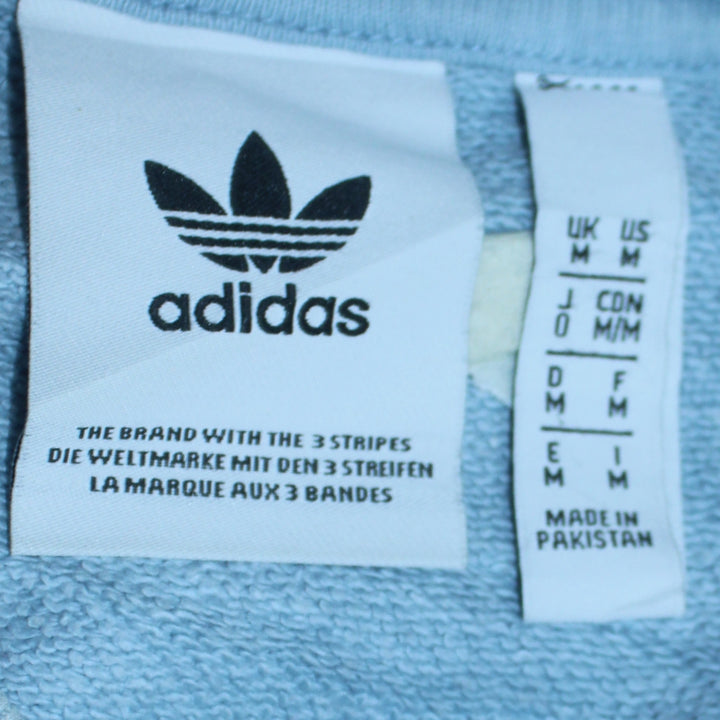 adidas
THE BRAND WITH THE 3 STRIPES
DIE WELTMARKE MIT DEN 3 STREIFEN
LA MARQUE AUX 3 BANDES
UK US
M M
J CDN
O M/M
D F
M M
E I
M M
MADE IN
PAKISTAN